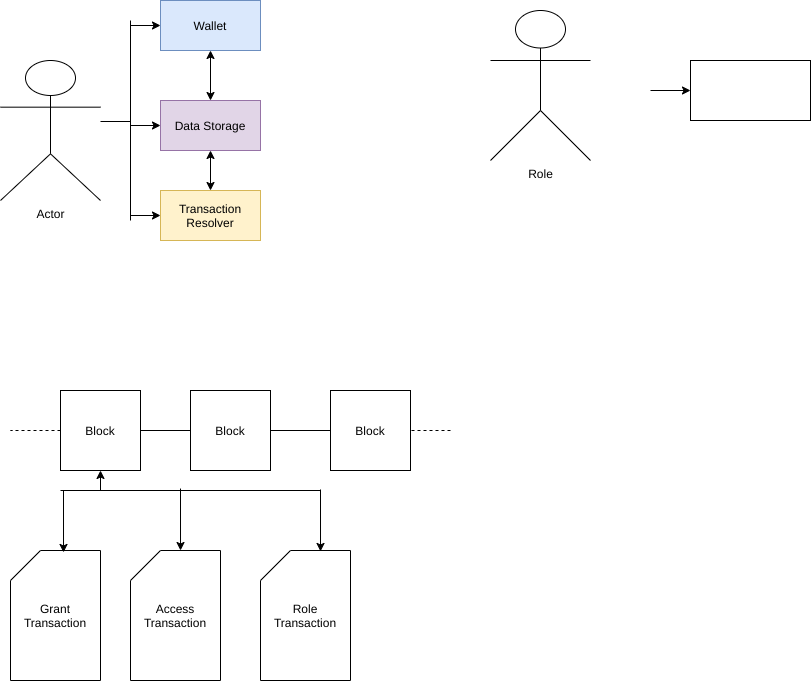 Wallet
Data Storage
Transaction
Resolver
Actor
Role
Block
Block
Block
Grant
Transaction
Access
Transaction
Role
Transaction